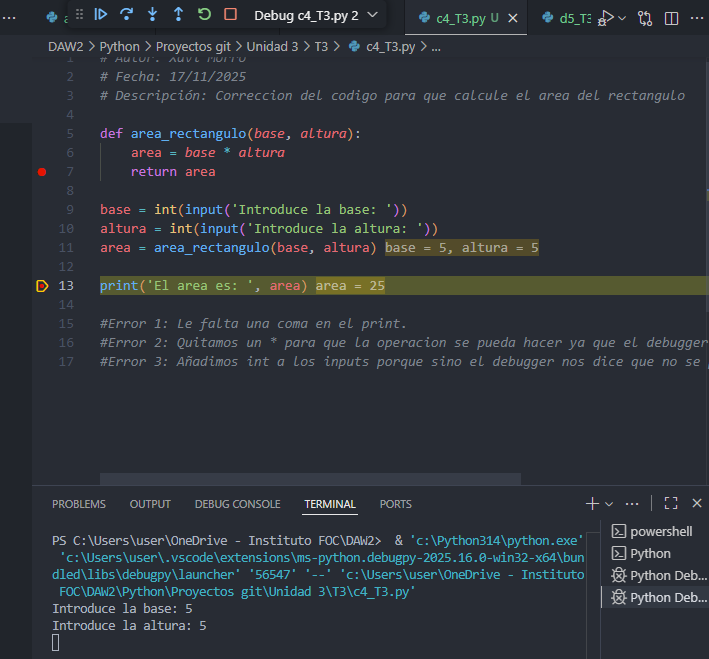 Debug c4_T3.py 2
c4_T3.py U
d5_T3
DAW2 > Python > Proyectos git > Unidad 3 > T3 > c4_T3.py > ...
1 # Autor: Xavi Morro
2 # Fecha: 17/11/2025
3 # Descripción: Correccion del codigo para que calcule el area del rectangulo
4
5 def area_rectangulo(base, altura):
6 area = base * altura
7 return area
8
9 base = int(input('Introduce la base: '))
10 altura = int(input('Introduce la altura: '))
11 area = area_rectangulo(base, altura) base = 5, altura = 5
12
13 print('El area es: ', area) area = 25
14
15 #Error 1: Le falta una coma en el print.
16 #Error 2: Quitamos un * para que la operacion se pueda hacer ya que el debugger
17 #Error 3: Añadimos int a los inputs porque sino el debugger nos dice que no se
PROBLEMS OUTPUT DEBUG CONSOLE TERMINAL PORTS
PS C:\Users\user\OneDrive - Instituto FOC\DAW2> & 'c:\Python314\python.exe'
'c:\Users\user\.vscode\extensions\ms-python.debugpy-2025.16.0-win32-x64\bun
dled\libs\debugpy\launcher' '56547' '--' 'c:\Users\user\OneDrive - Instituto
FOC\DAW2\Python\Proyectos git\Unidad 3\T3\c4_T3.py'
Introduce la base: 5
Introduce la altura: 5
powershell
Python
Python Deb...
Python Deb...